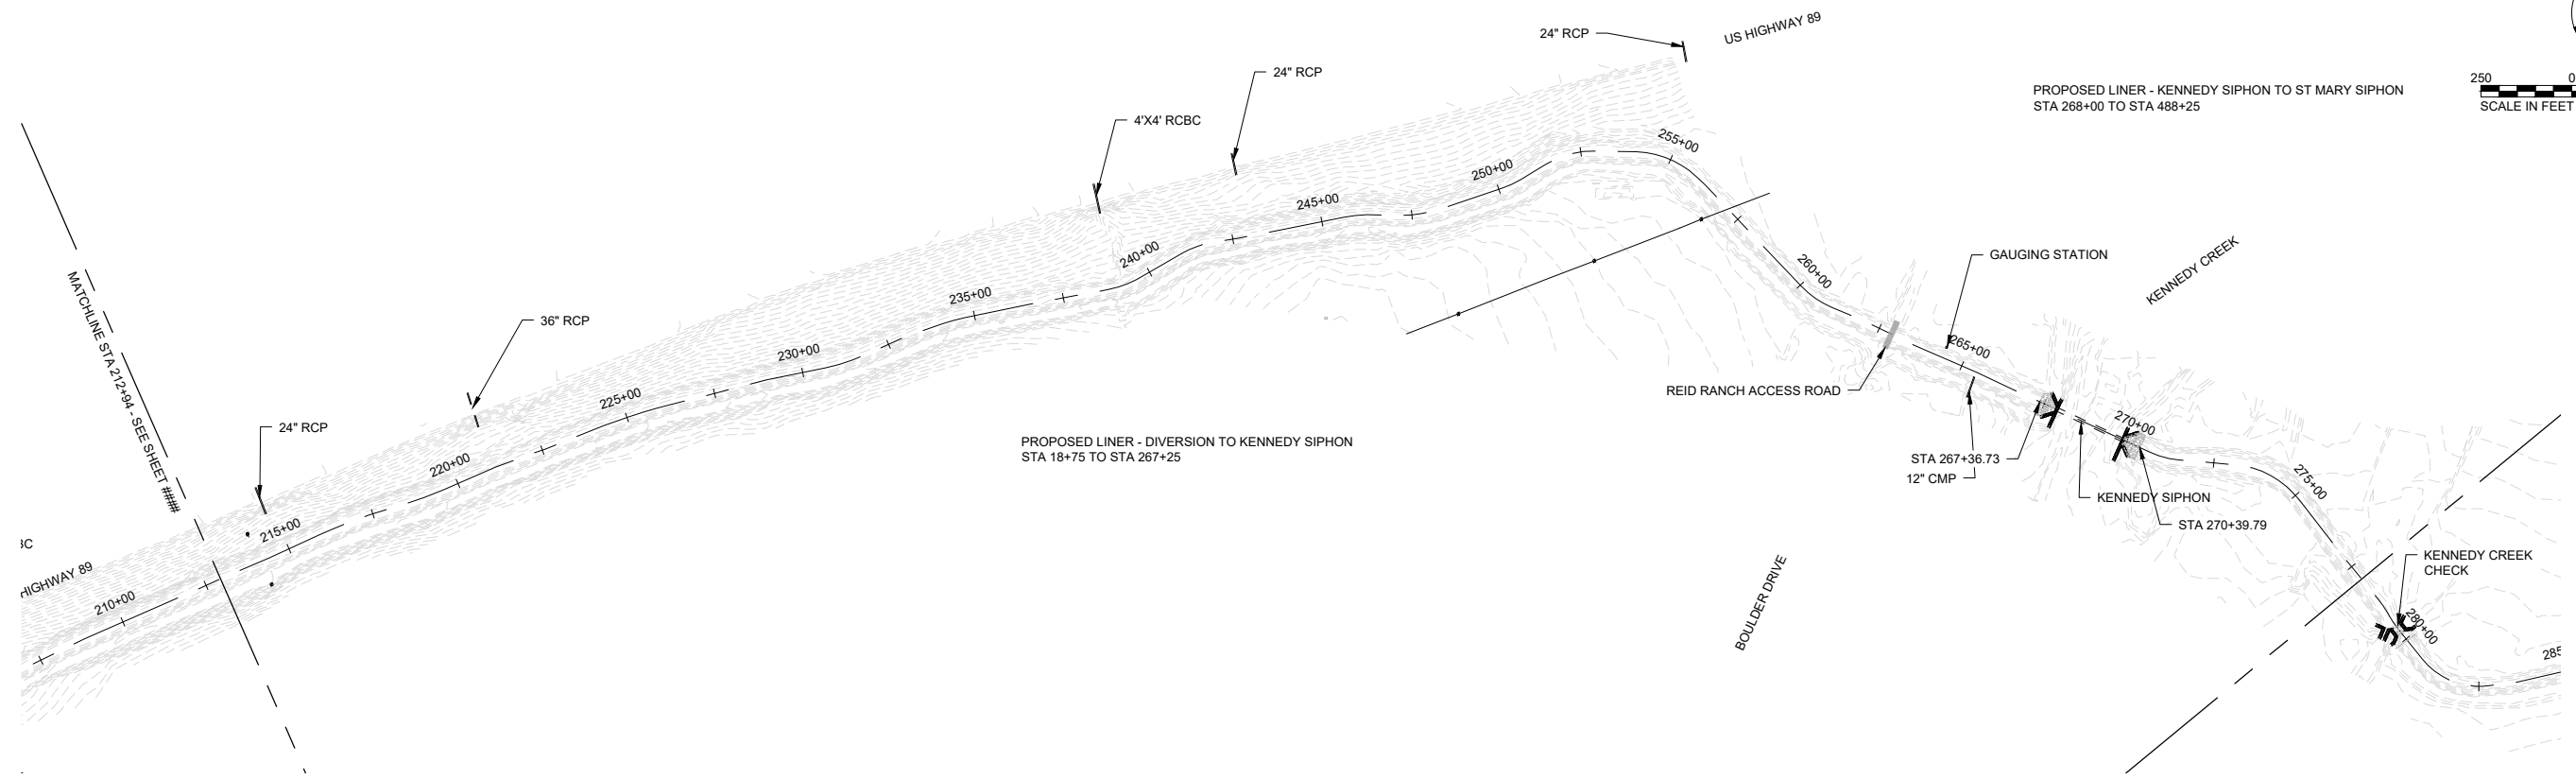 24" RCP
US HIGHWAY 89
24" RCP
4'X4' RCBC
PROPOSED LINER - KENNEDY SIPHON TO ST MARY SIPHON
STA 268+00 TO STA 488+25
250 0
SCALE IN FEET
MATCHLINE STA 212+94 - SEE SHEET ####
36" RCP
24" RCP
HIGHWAY 89
210+00
215+00
220+00
225+00
230+00
235+00
240+00
245+00
250+00
255+00
260+00
265+00
270+00
275+00
280+00
285
PROPOSED LINER - DIVERSION TO KENNEDY SIPHON
STA 18+75 TO STA 267+25
GAUGING STATION
KENNEDY CREEK
REID RANCH ACCESS ROAD
STA 267+36.73
12" CMP
KENNEDY SIPHON
STA 270+39.79
BOULDER DRIVE
KENNEDY CREEK
CHECK